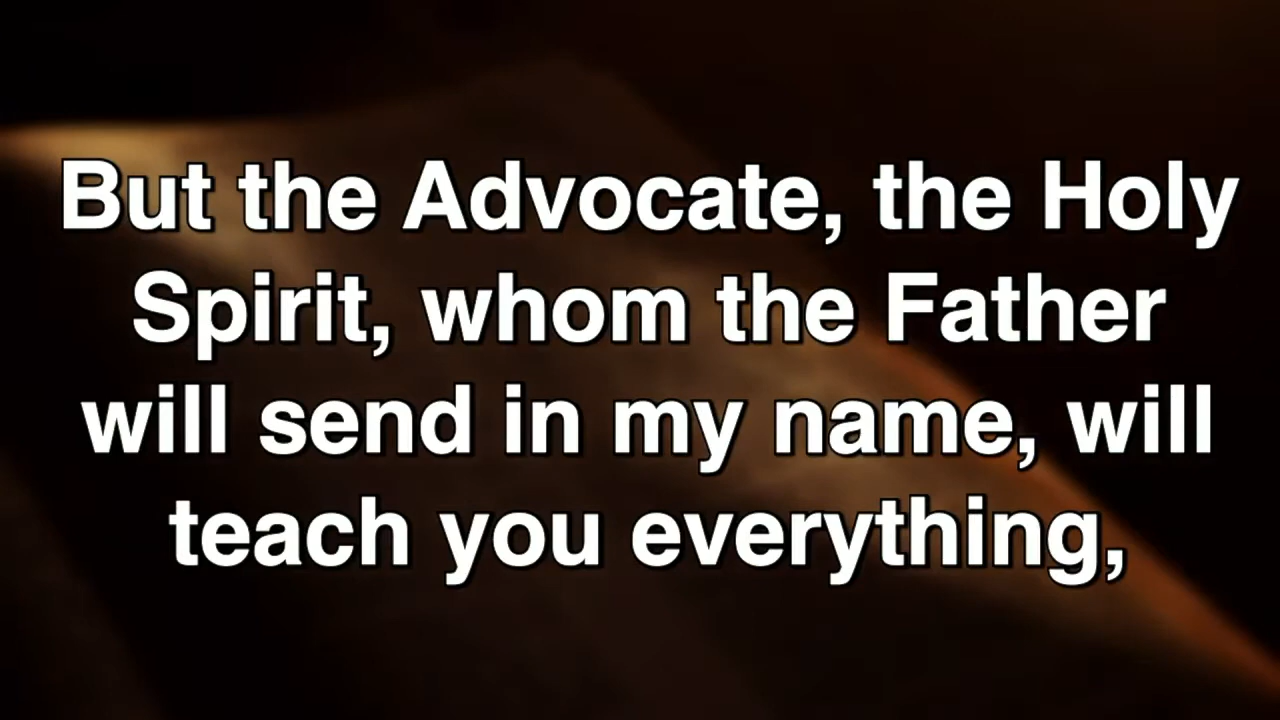 But the Advocate, the Holy
Spirit, whom the Father
will send in my name, will
teach you everything,